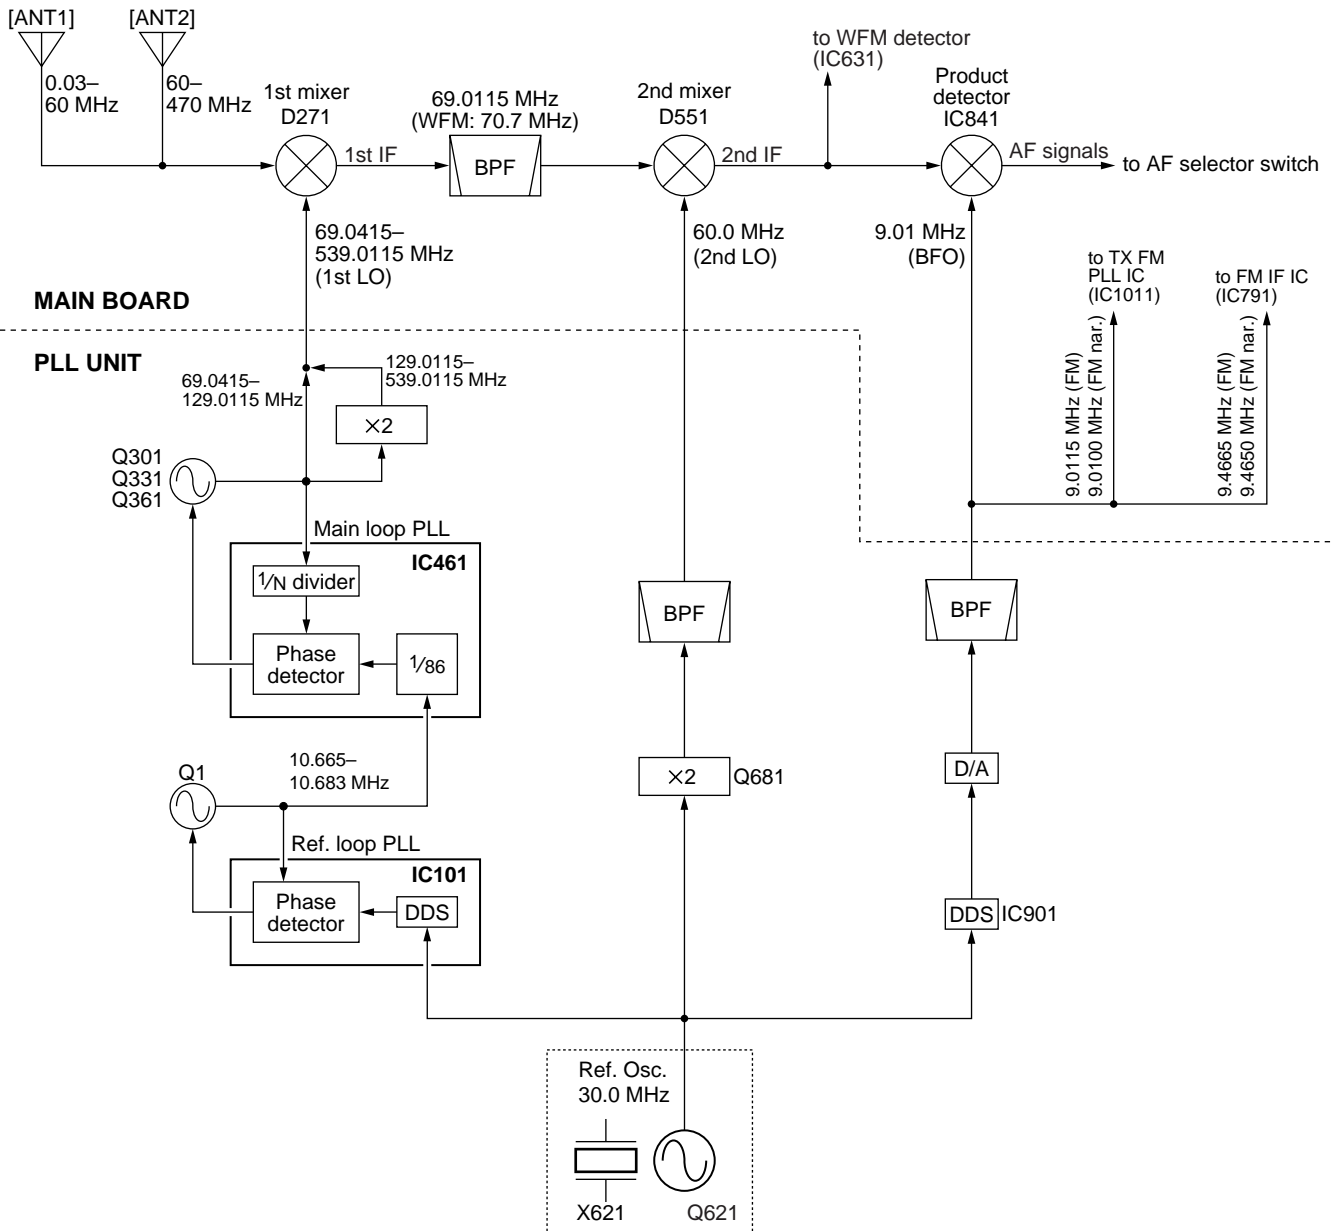 [ANT1]
[ANT2]
0.03–
60 MHz
60–
470 MHz
1st mixer
D271
1st IF
69.0115 MHz
(WFM: 70.7 MHz)
BPF
2nd mixer
D551
2nd IF
to WFM detector
(IC631)
Product
detector
IC841
AF signals
to AF selector switch
69.0415–
539.0115 MHz
(1st LO)
60.0 MHz
(2nd LO)
9.01 MHz
(BFO)
to TX FM
PLL IC
(IC1011)
to FM IF IC
(IC791)
MAIN BOARD
PLL UNIT
69.0415–
129.0115 MHz
129.0115–
539.0115 MHz
×2
9.0115 MHz (FM)
9.0100 MHz (FM nar.)
9.4665 MHz (FM)
9.4650 MHz (FM nar.)
Q301
Q331
Q361
Main loop PLL
IC461
1/N divider
Phase
detector
1/86
BPF
BPF
10.665–
10.683 MHz
Q1
×2
Q681
D/A
Ref. loop PLL
IC101
Phase
detector
DDS
DDS
IC901
Ref. Osc.
30.0 MHz
X621
Q621